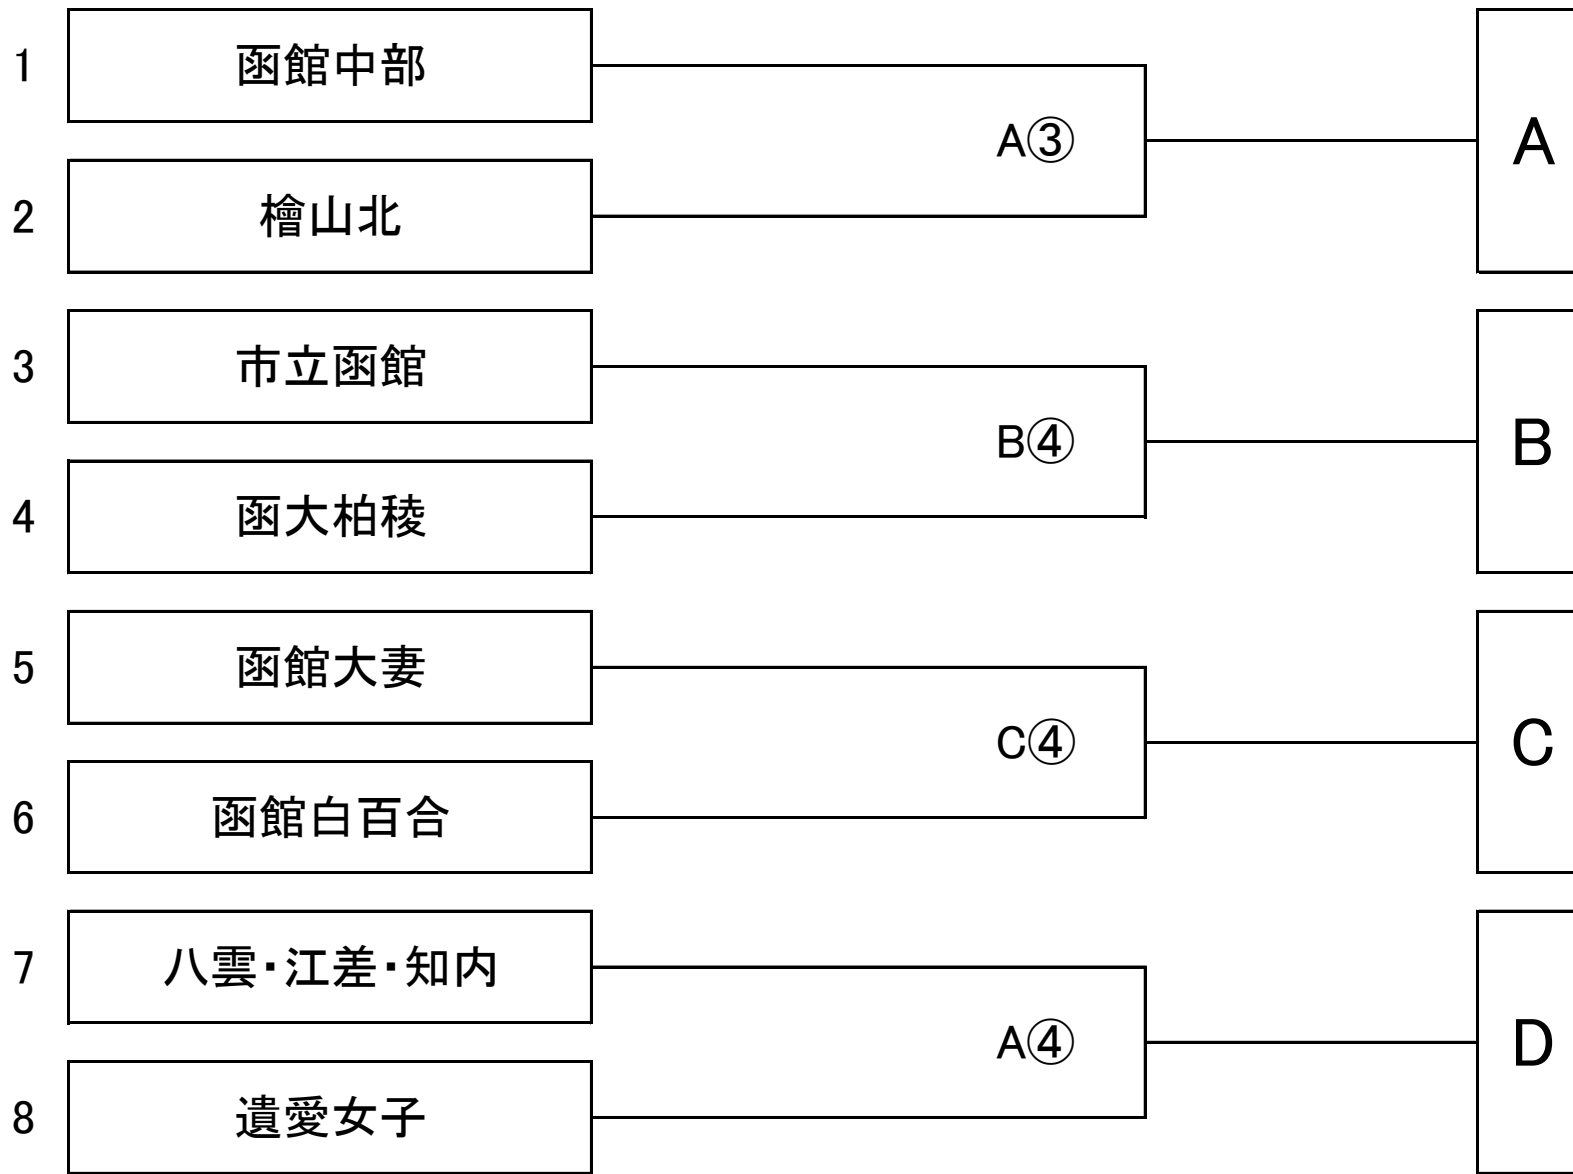 1 函館中部
A③ A
2 檜山北
3 市立函館
B④ B
4 函大柏稜
5 函館大妻
C④ C
6 函館白百合
7 八雲・江差・知内
A④ D
8 遺愛女子